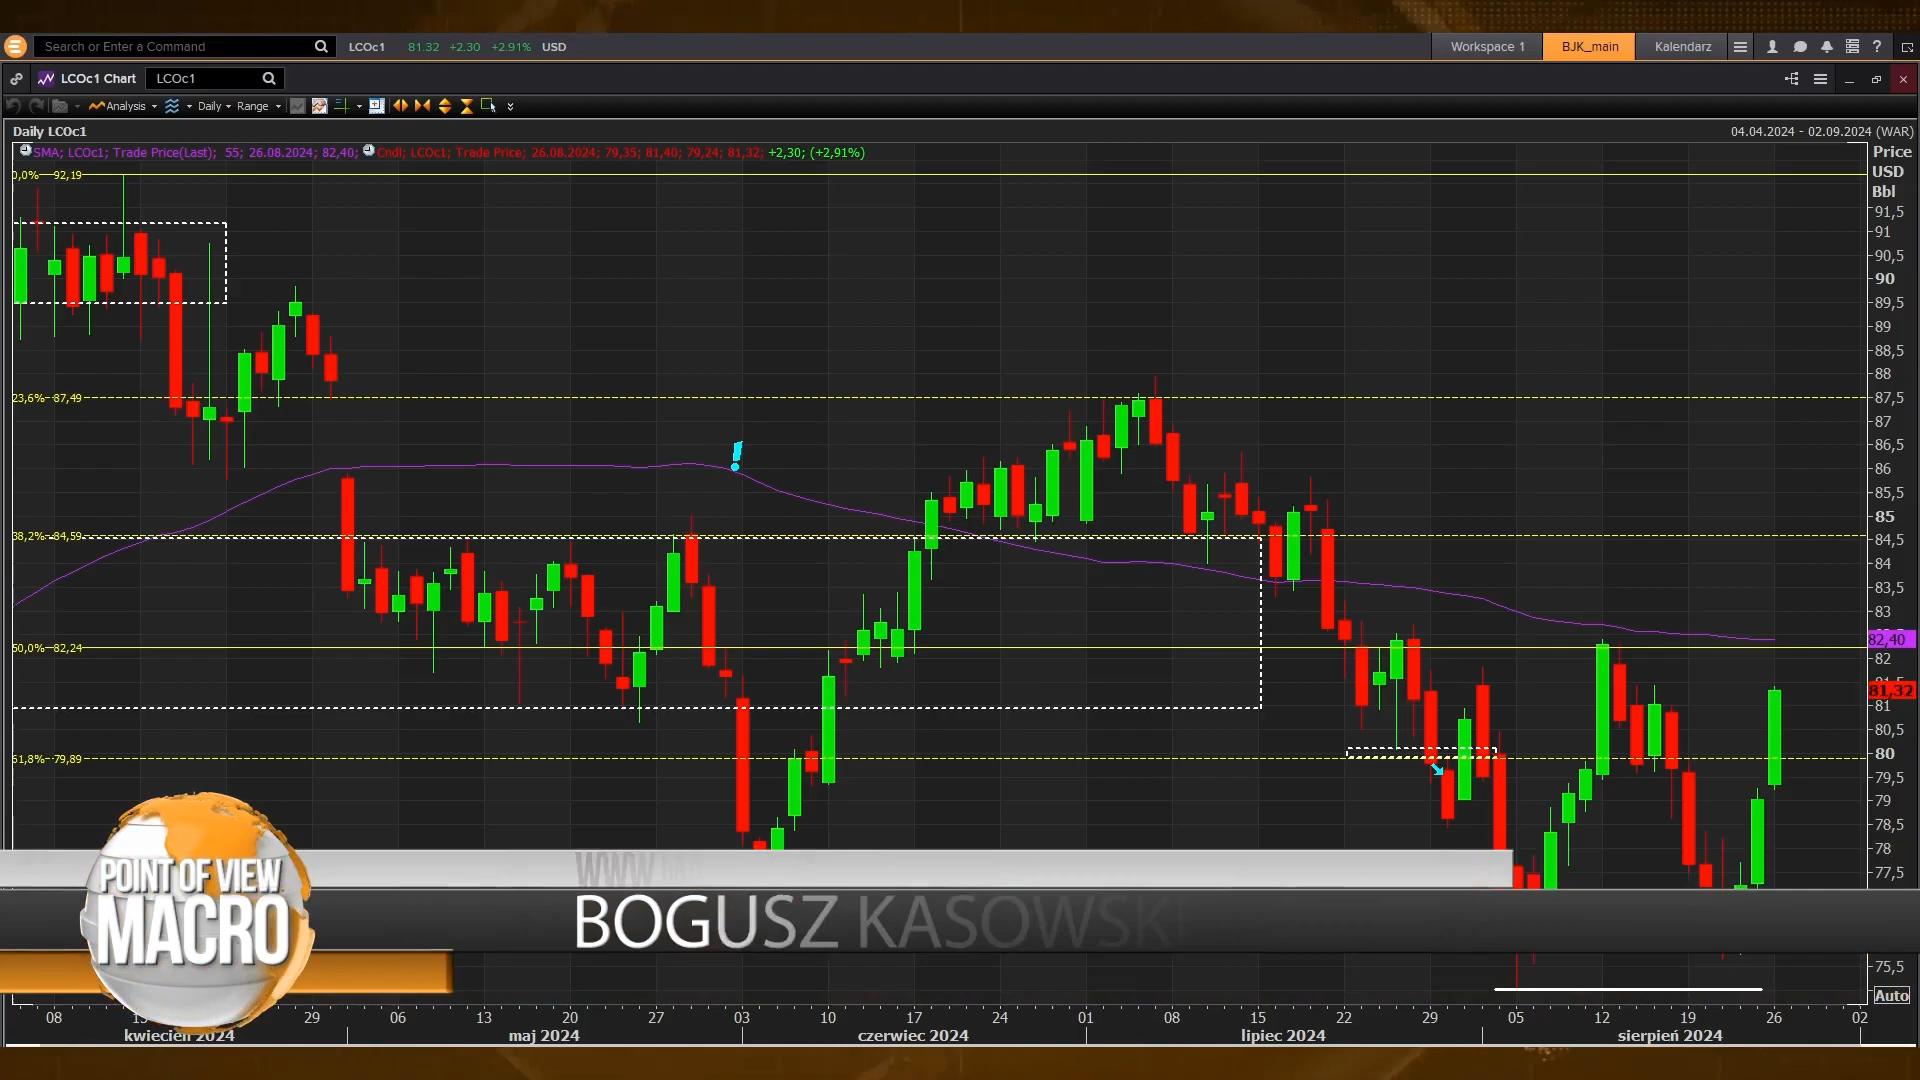 Search or Enter a Command LCOc1 81.32 +2.30 +2.91% USD Workspace 1 BJK_main Kalendarz ?
LCOc1 Chart LCOc1
Analysis Daily Range
Daily LCOc1 04.04.2024 - 02.09.2024 (WAR)
SMA; LCOc1; Trade Price(Last); 55; 26.08.2024; 82,40; Cndl; LCOc1; Trade Price; 26.08.2024; 79,35; 81,40; 79,24; 81,32; +2,30; (+2,91%)
Price
USD
Bbl
0,0% 92,19
91,5
91
90,5
90
89,5
89
88,5
88
23,6% 87,49
87,5
87
86,5
86
85,5
85
38,2% 84,59
84,5
84
83,5
83
82,40
50,0% 82,24
82
81,32
81
80,5
80
61,8% 79,89
79,5
79
78,5
78
77,5
75,5
Auto
!
POINT OF VIEW
MACRO
WWW
BOGUSZ KASOWSKI
08 15 29 06 13 20 27 03 10 17 24 01 08 15 22 29 05 12 19 26 02
kwiecień 2024 maj 2024 czerwiec 2024 lipiec 2024 sierpień 2024